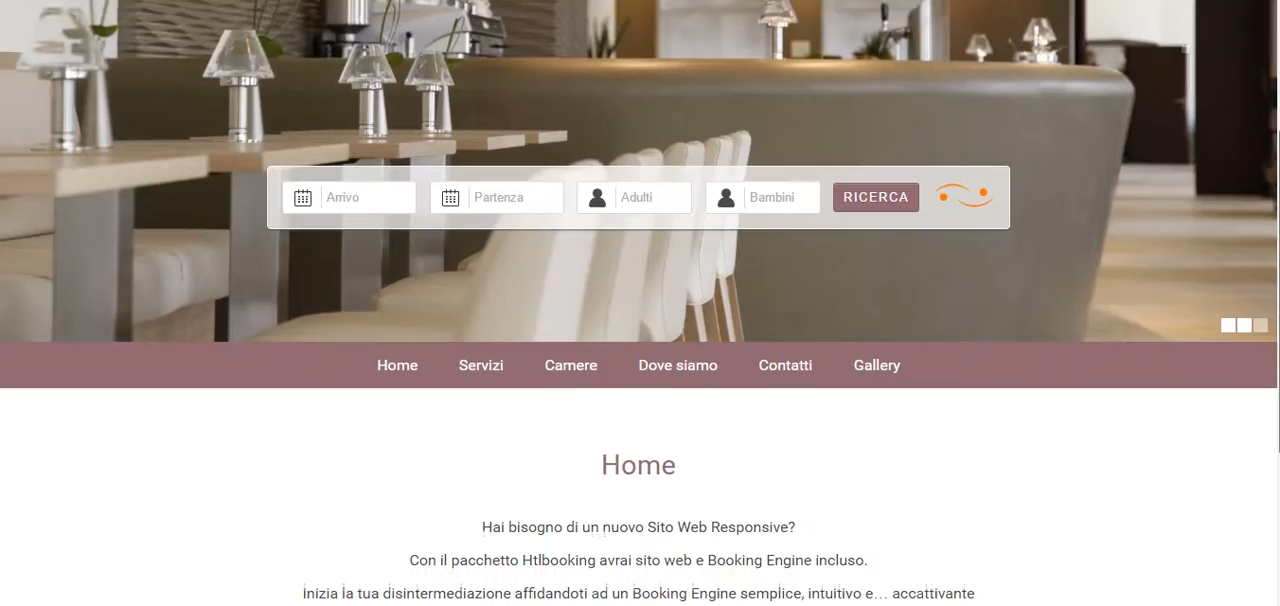 Arrivo Partenza Adulti Bambini RICERCA
Home Servizi Camere Dove siamo Contatti Gallery
Home
Hai bisogno di un nuovo Sito Web Responsive?
Con il pacchetto Htlbooking avrai sito web e Booking Engine incluso.
Inizia la tua disintermediazione affidandoti ad un Booking Engine semplice, intuitivo e… accattivante